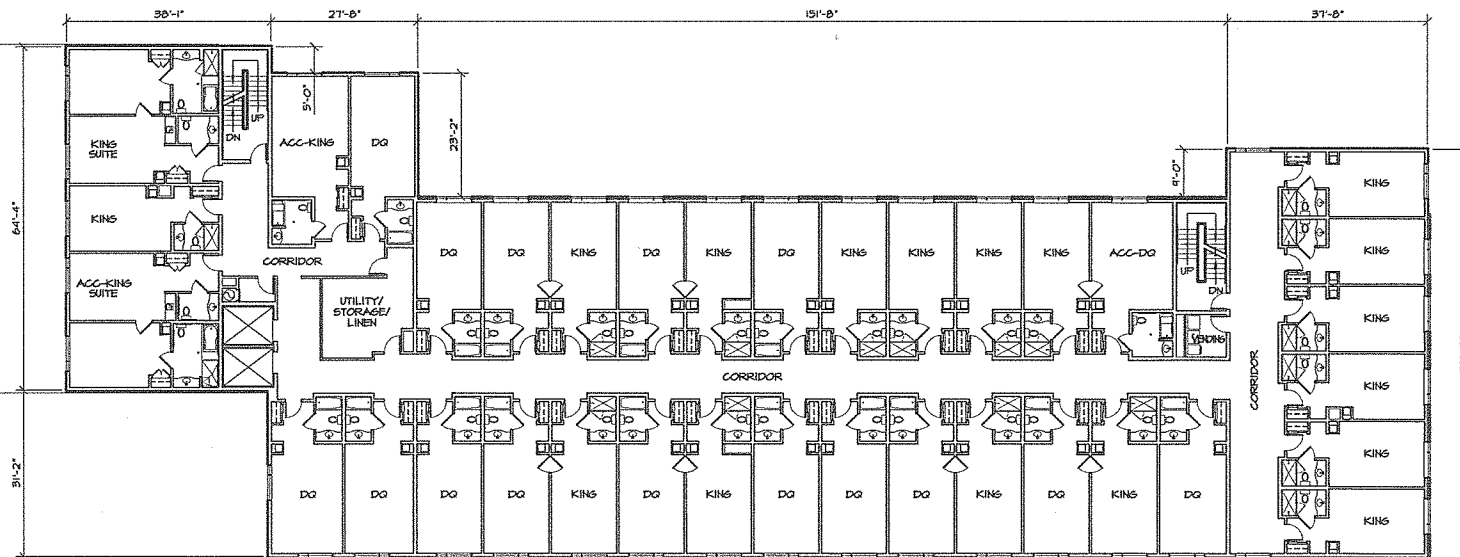 38'-1"
27'-8"
151'-8"
37'-8"
64'-4"
31'-2"
5'-0"
23'-2"
9'-0"
UP
DN
KING
SUITE
ACC-KING
DQ
KING
ACC-KING
SUITE
CORRIDOR
UTILITY/
STORAGE/
LINEN
DQ
DQ
KING
DQ
KING
DQ
KING
KING
KING
KING
ACC-DQ
UP
DN
VENDING
CORRIDOR
CORRIDOR
KING
KING
KING
KING
KING
KING
DQ
DQ
DQ
DQ
KING
DQ
KING
DQ
DQ
DQ
KING
DQ
KING
DQ